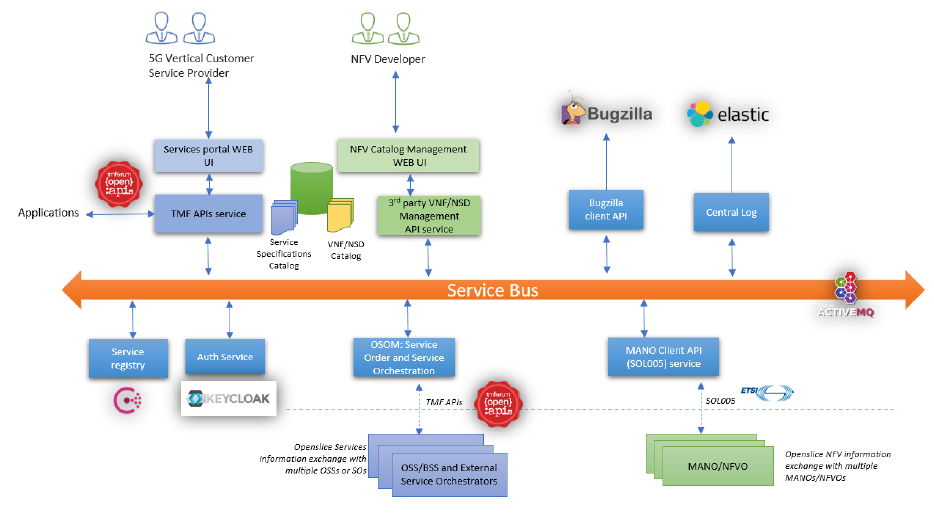 5G Vertical Customer
Service Provider
NFV Developer
Bugzilla
elastic
Services portal WEB
UI
NFV Catalog Management
WEB UI
tmforum
{open}
:apis
Applications
TMF APIs service
3rd party VNF/NSD
Management
API service
Bugzilla
client API
Central Log
Service
Specifications
Catalog
VNF/NSD
Catalog
Service Bus
ACTIVEMQ
Service
registry
Auth Service
OSOM: Service
Order and Service
Orchestration
MANO Client API
(SOL005) service
KEYCLOAK
TMF APIs
tmforum
{open}
:apis
SOL005
ETSI
Openslice Services
information exchange with
multiple OSSs or SOs
OSS/BSS and External
Service Orchestrators
MANO/NFVO
Openslice NFV information
exchange with multiple
MANOs/NFVOs